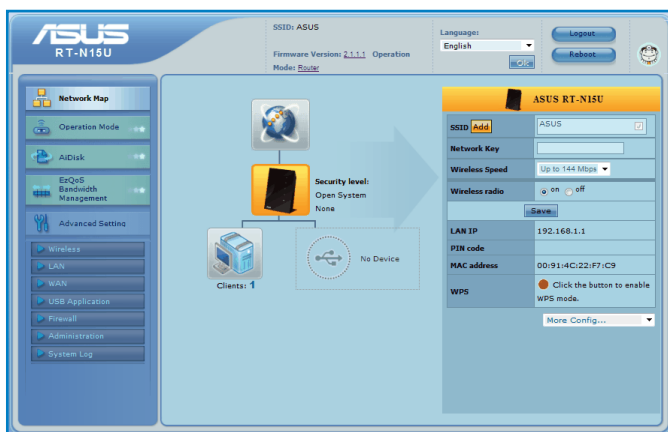 ASUS
RT-N15U
SSID: ASUS
Firmware Version: 2.1.1.1 Operation
Mode: Router
Language:
English
OK
Logout
Reboot
Network Map
Operation Mode
AiDisk
EzQoS
Bandwidth
Management
Advanced Setting
Wireless
LAN
WAN
USB Application
Firewall
Administration
System Log
Security level:
Open System
None
Clients: 1
No Device
ASUS RT-N15U
SSID Add ASUS
Network Key
Wireless Speed Up to 144 Mbps
Wireless radio on off
Save
LAN IP 192.168.1.1
PIN code
MAC address 00:91:4C:22:F7:C9
WPS Click the button to enable
WPS mode.
More Config...